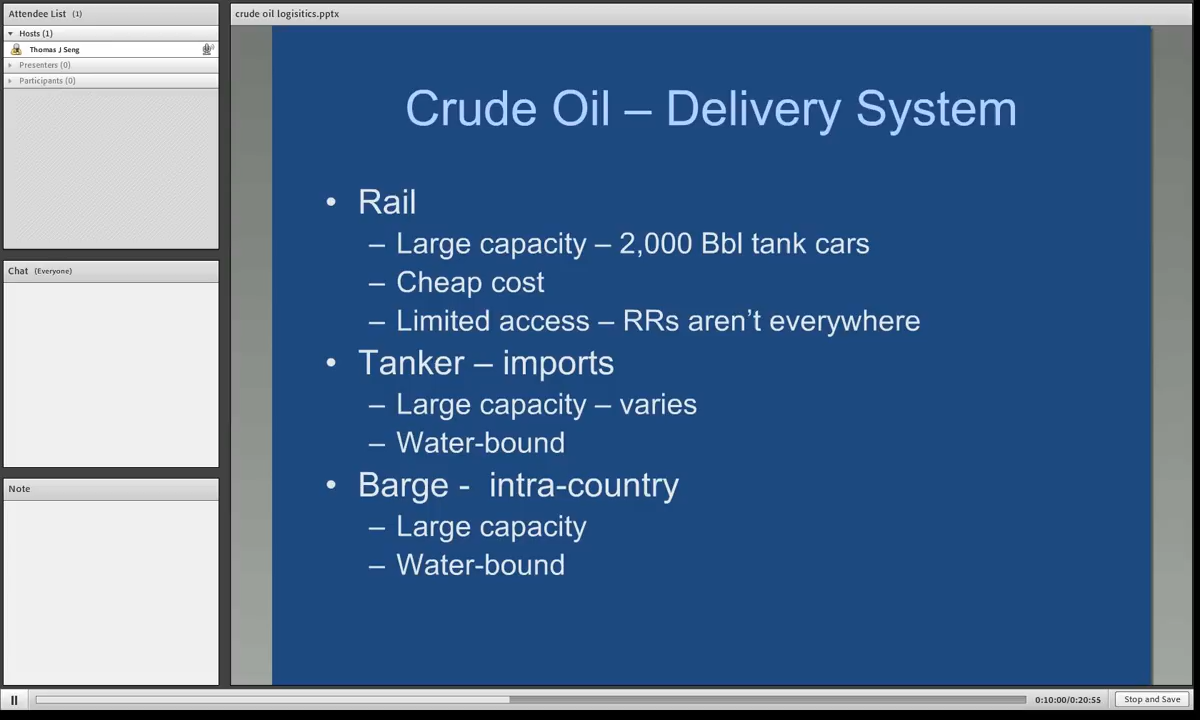 Attendee List (1)
Hosts (1)
Thomas J Seng
Presenters (0)
Participants (0)
Chat (Everyone)
Note
crude oil logisitics.pptx
Crude Oil – Delivery System
• Rail
– Large capacity – 2,000 Bbl tank cars
– Cheap cost
– Limited access – RRs aren’t everywhere
• Tanker – imports
– Large capacity – varies
– Water-bound
• Barge - intra-country
– Large capacity
– Water-bound
0:10:00/0:20:55
Stop and Save